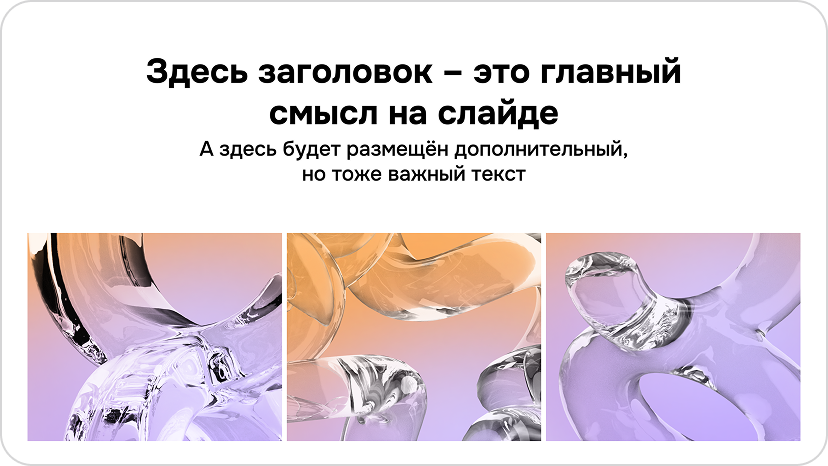 Здесь заголовок – это главный
смысл на слайде
А здесь будет размещён дополнительный,
но тоже важный текст